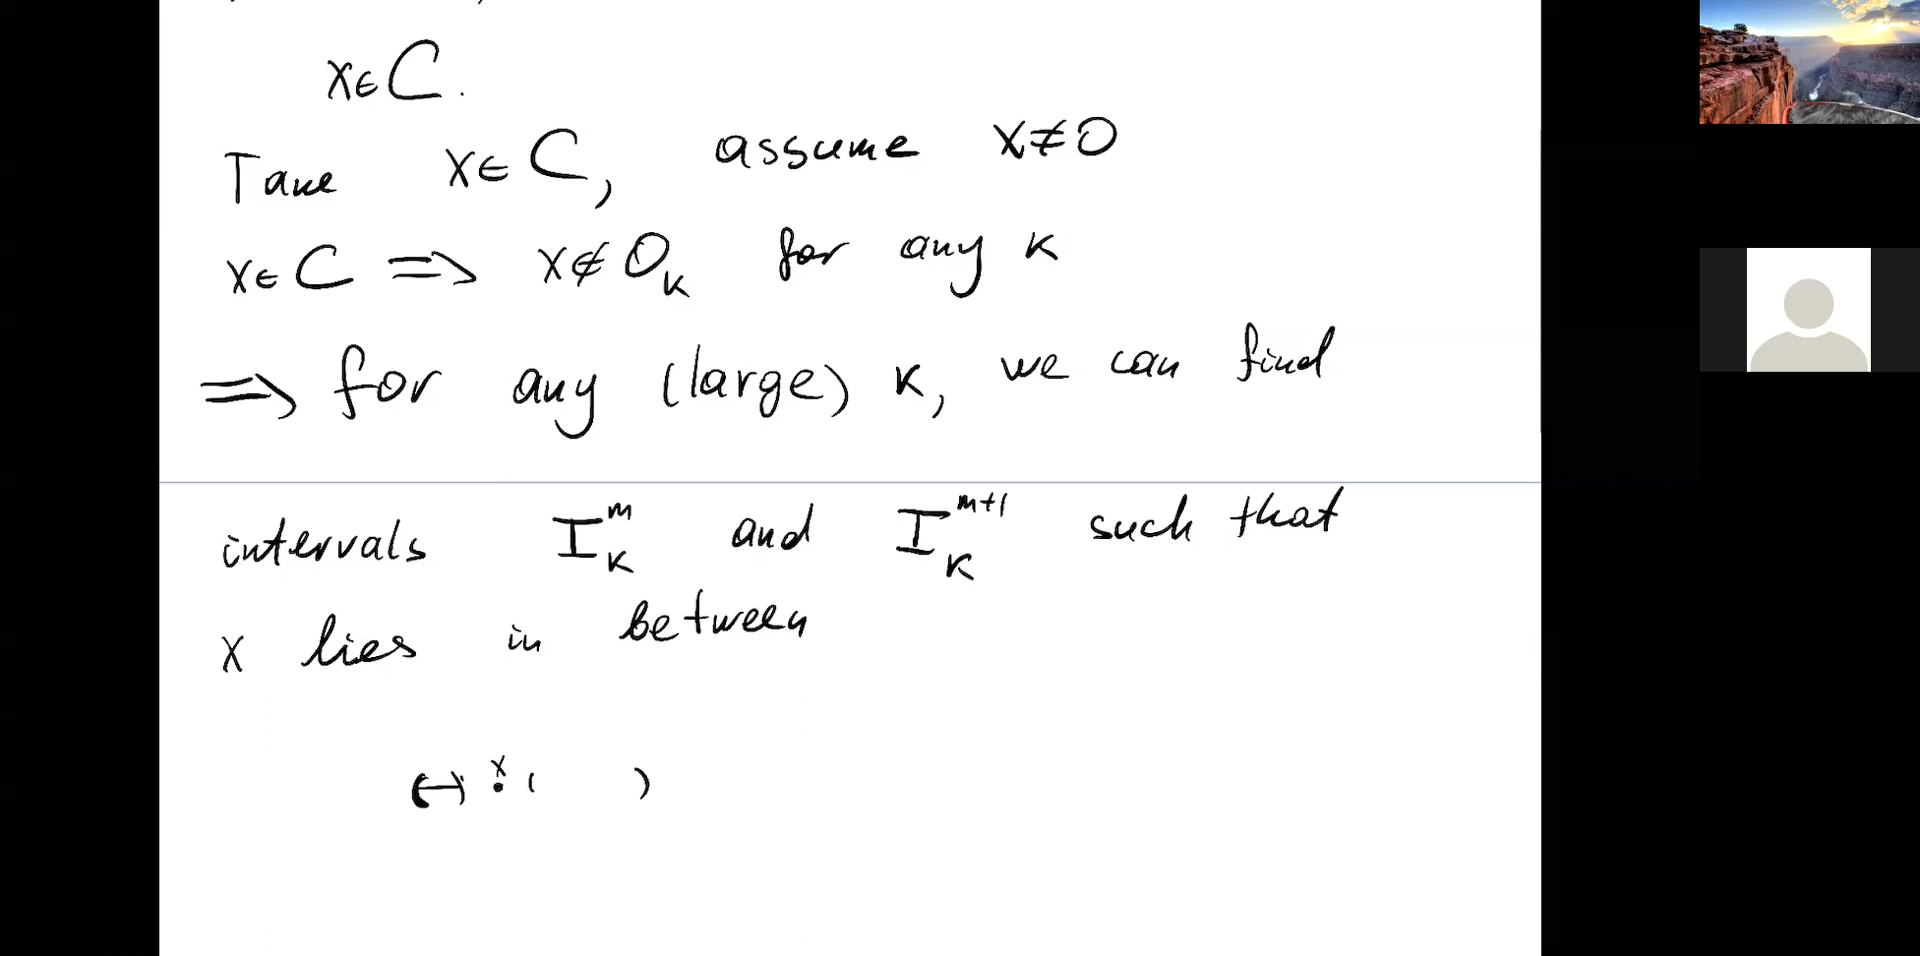 x∈C.
Take x∈C, assume x≠0
x∈C => x∉O_K for any K
=> for any (large) K, we can find
intervals I_K^m and I_K^{m+1} such that
x lies in between
(↔) x ( )